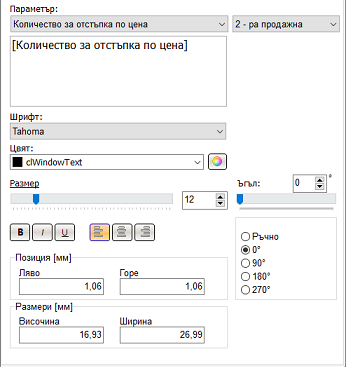 Параметър:
Количество за отстъпка по цена 2 - ра продажна
[Количество за отстъпка по цена]
Шрифт:
Tahoma
Цвят:
clWindowText
Размер 12 Ъгъл: 0 °
B I U
Ръчно
0°
90°
180°
270°
Позиция [мм]
Ляво Горе
1,06 1,06
Размери [мм]
Височина Ширина
16,93 26,99